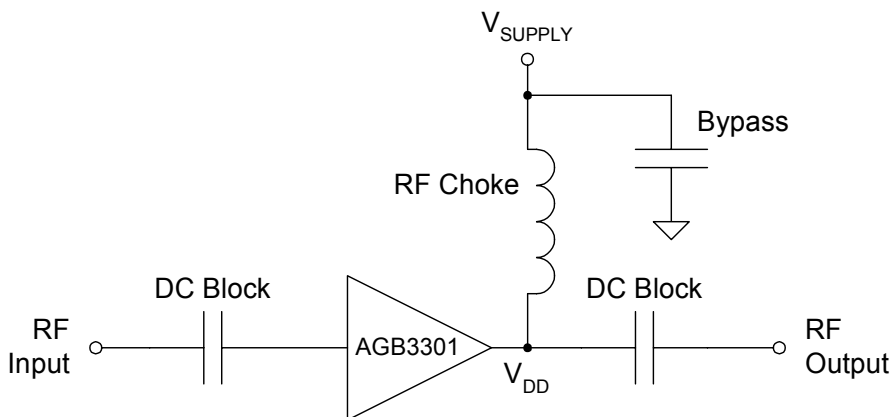 V_SUPPLY
Bypass
RF Choke
DC Block
DC Block
RF
Input
AGB3301
V_DD
RF
Output